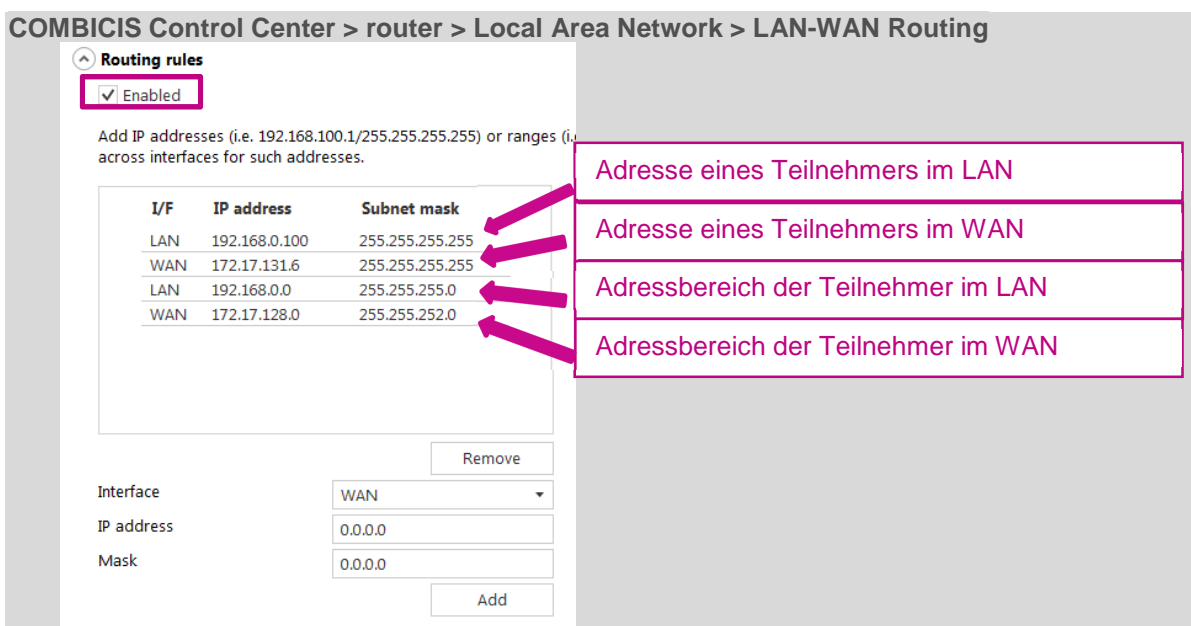 COMBICIS Control Center > router > Local Area Network > LAN-WAN Routing
Routing rules
Enabled
Add IP addresses (i.e. 192.168.100.1/255.255.255.255) or ranges (i.
across interfaces for such addresses.
I/F IP address Subnet mask
LAN 192.168.0.100 255.255.255.255
WAN 172.17.131.6 255.255.255.255
LAN 192.168.0.0 255.255.255.0
WAN 172.17.128.0 255.255.252.0
Adresse eines Teilnehmers im LAN
Adresse eines Teilnehmers im WAN
Adressbereich der Teilnehmer im LAN
Adressbereich der Teilnehmer im WAN
Remove
Interface WAN
IP address 0.0.0.0
Mask 0.0.0.0
Add